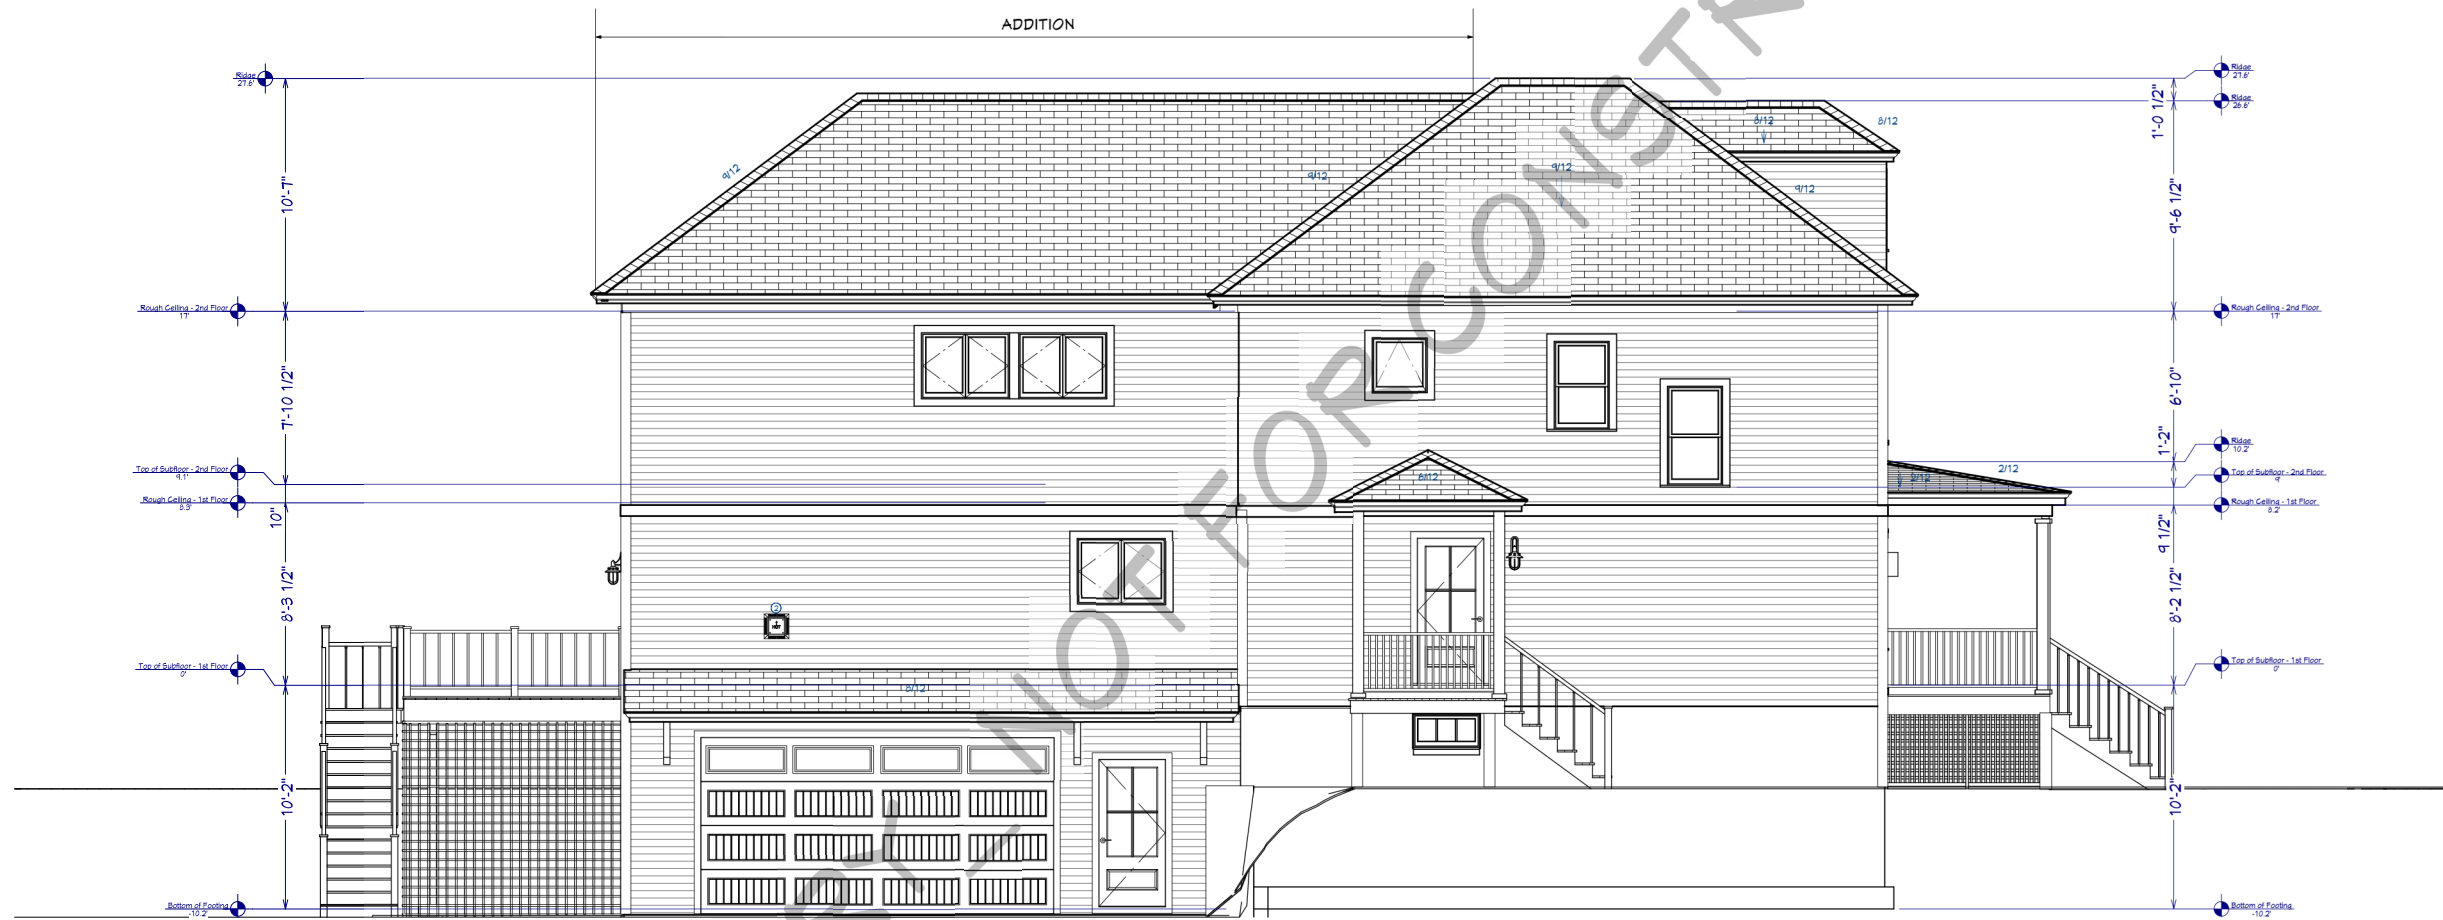 ADDITION
Ridge
27.6'
10'-7"
Rough Ceiling - 2nd Floor
17'
7'-10 1/2"
Top of Subfloor - 2nd Floor
9.1'
Rough Ceiling - 1st Floor
8.3'
10"
8'-3 1/2"
Top of Subfloor - 1st Floor
0'
10'-2"
Bottom of Footing
-10.2'
9/12
9/12
9/12
9/12
8/12
8/12
6/12
2/12
2/12
2
HOT
RY_NOT FOR CONSTR
Ridge
27.6'
Ridge
26.6'
1'-0 1/2"
9'-6 1/2"
Rough Ceiling - 2nd Floor
17'
6'-10"
Ridge
10.2'
1'-2"
Top of Subfloor - 2nd Floor
9'
Rough Ceiling - 1st Floor
8.2'
9 1/2"
8'-2 1/2"
Top of Subfloor - 1st Floor
0'
10'-2"
Bottom of Footing
-10.2'